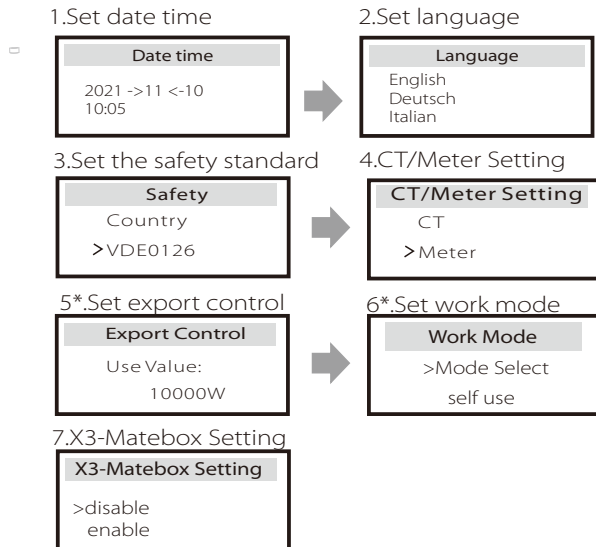 1.Set date time
Date time
2021 ->11 <-10
10:05
2.Set language
Language
English
Deutsch
Italian
3.Set the safety standard
Safety
Country
>VDE0126
4.CT/Meter Setting
CT/Meter Setting
CT
>Meter
5*.Set export control
Export Control
Use Value:
10000W
6*.Set work mode
Work Mode
>Mode Select
self use
7.X3-Matebox Setting
X3-Matebox Setting
>disable
enable